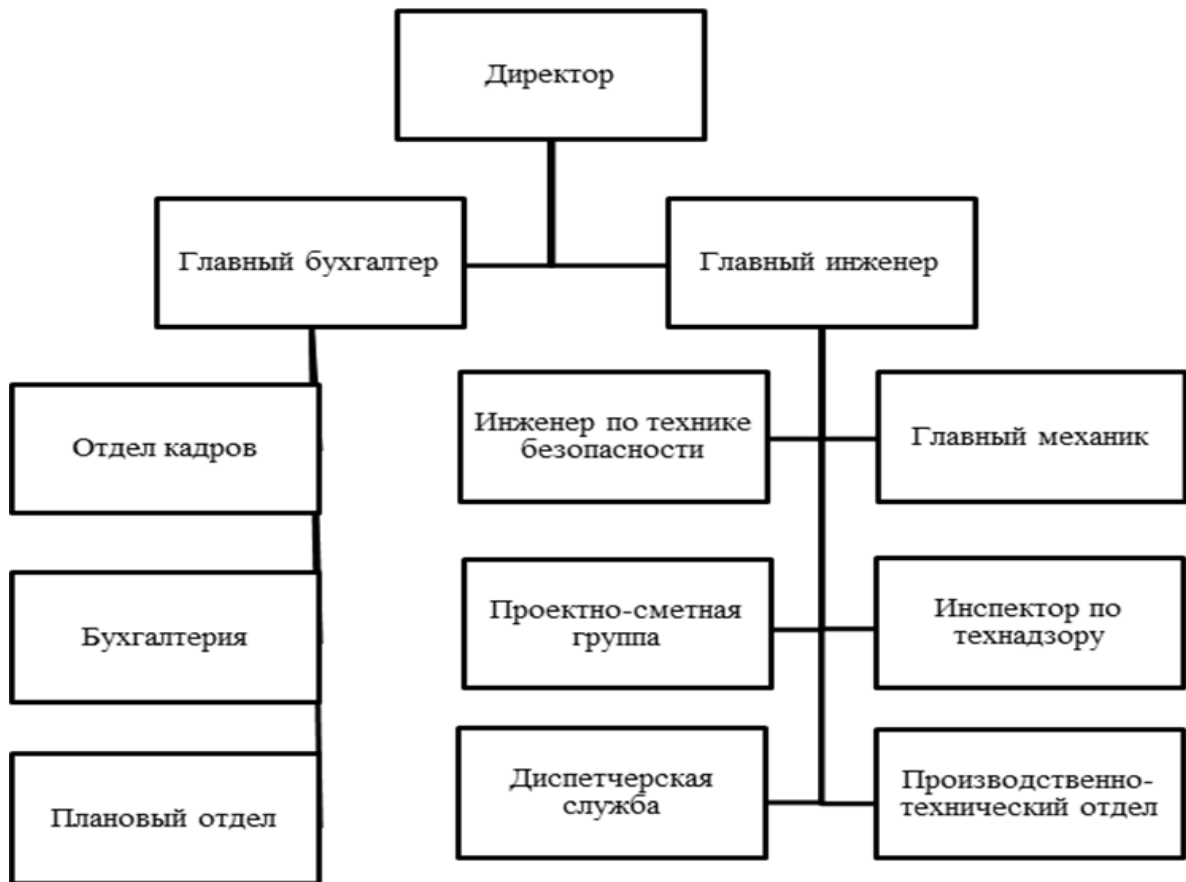 Директор
Главный бухгалтер
Главный инженер
Отдел кадров
Инженер по технике
безопасности
Главный механик
Бухгалтерия
Проектно-сметная
группа
Инспектор по
технадзору
Плановый отдел
Диспетчерская
служба
Производственно-
технический отдел